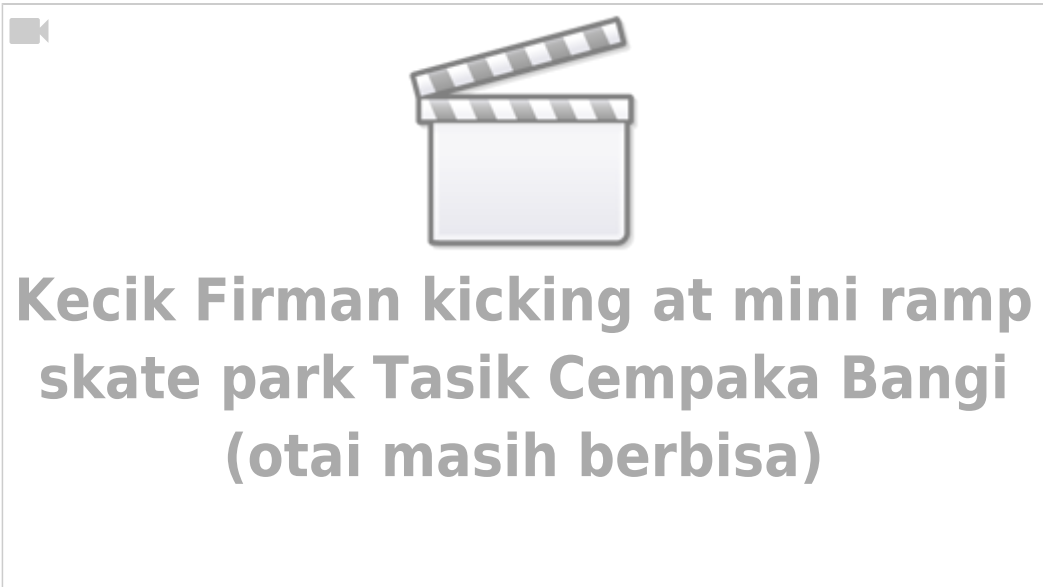 Kecik Firman kicking at mini ramp
skate park Tasik Cempaka Bangi
(otai masih berbisa)